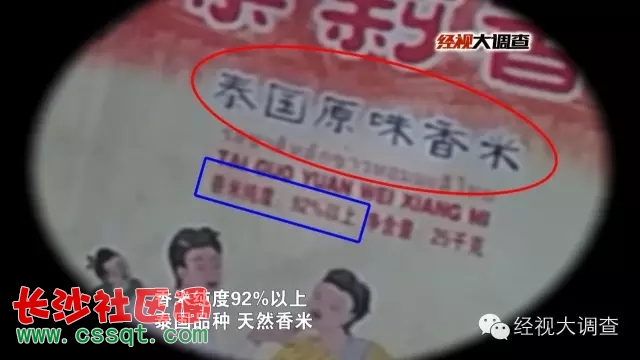 经视大调查
泰国原味香米
TAI GUO YUAN WEI XIANG MI
香米纯度：92%以上 净含量：25千克
香米纯度92%以上
泰国品种 天然香米
长沙社区通
www.cssqt.com
经视大调查